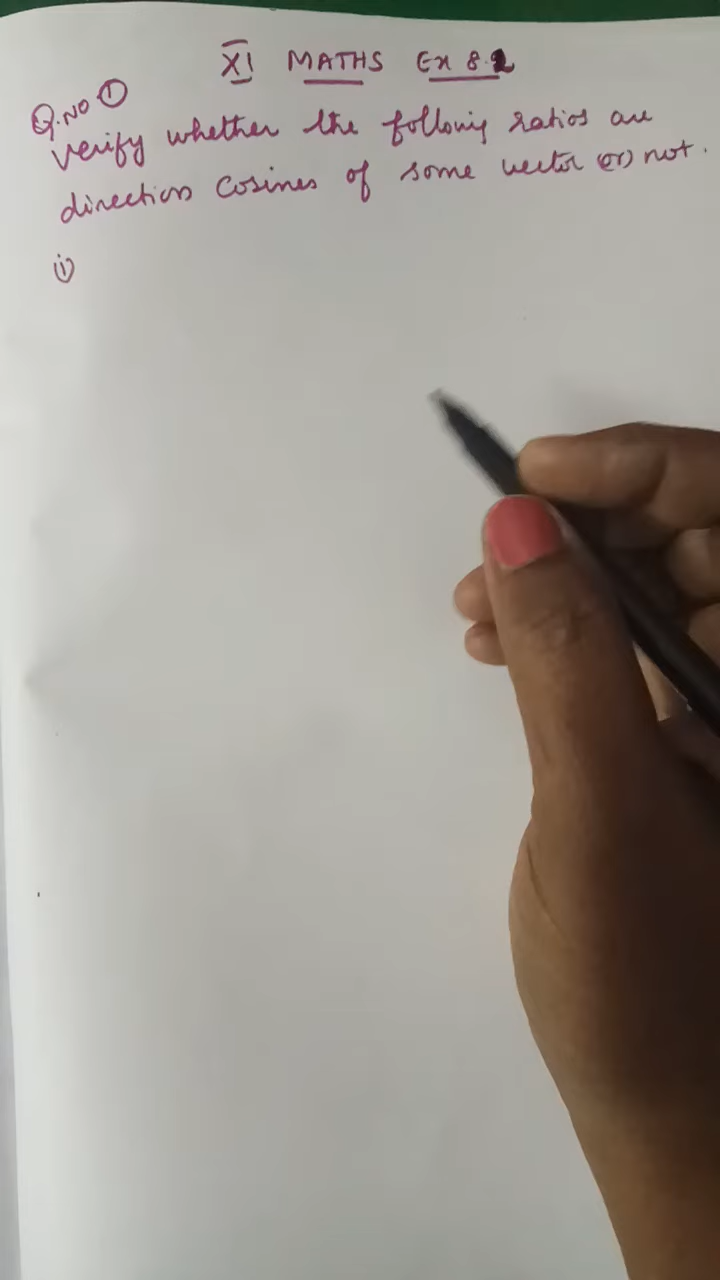 XI MATHS Ex 8.2
Q.NO ①
Verify whether the following ratios are
direction cosines of some vector (or) not.
(i)